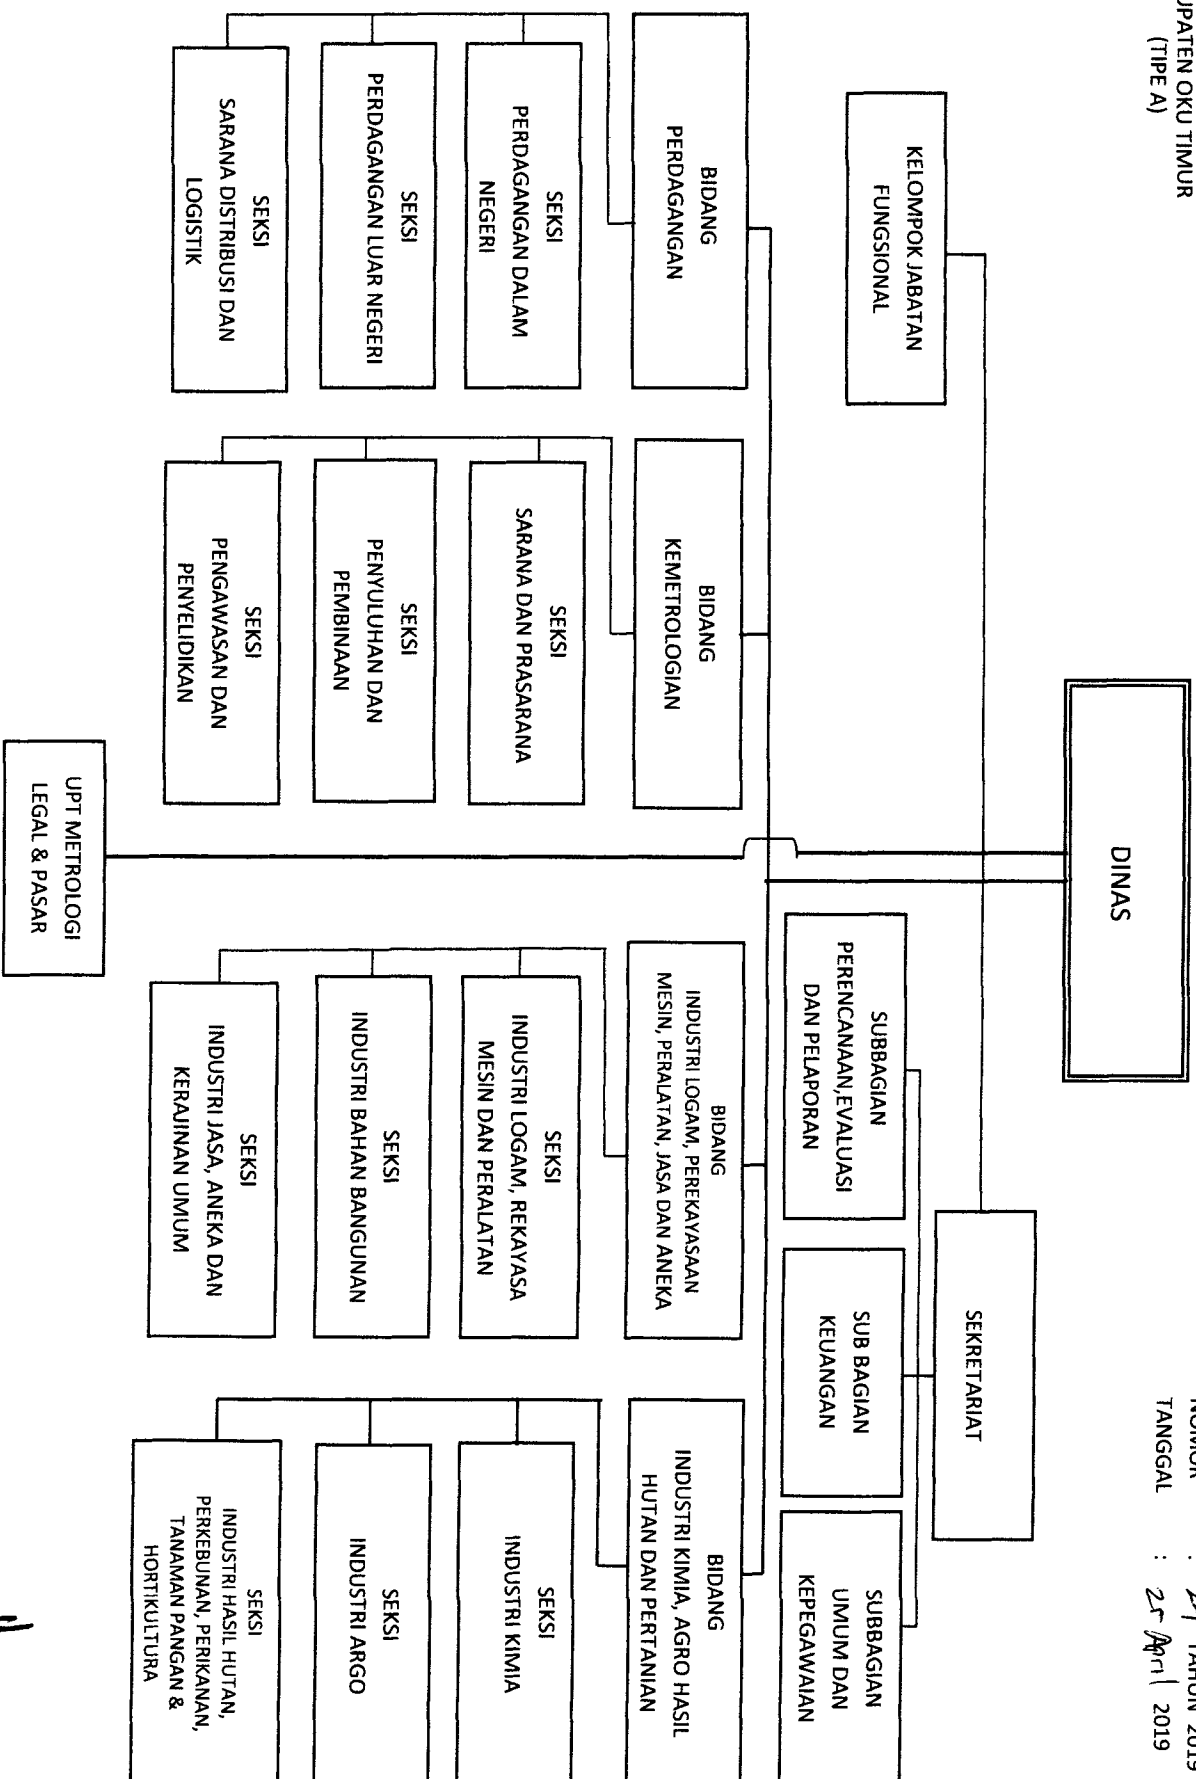 UPATEN OKU TIMUR
(TIPE A)
TAHUN 2019
TANGGAL : 25 April 2019
DINAS
KELOMPOK JABATAN
FUNGSIONAL
SEKRETARIAT
SUBBAGIAN
PERENCANAAN,EVALUASI
DAN PELAPORAN
SUB BAGIAN
KEUANGAN
SUBBAGIAN
UMUM DAN
KEPEGAWAIAN
BIDANG
PERDAGANGAN
SEKSI
PERDAGANGAN DALAM
NEGERI
SEKSI
PERDAGANGAN LUAR NEGERI
SEKSI
SARANA DISTRIBUSI DAN
LOGISTIK
BIDANG
KEMETROLOGIAN
SEKSI
SARANA DAN PRASARANA
SEKSI
PENYULUHAN DAN
PEMBINAAN
SEKSI
PENGAWASAN DAN
PENYELIDIKAN
BIDANG
INDUSTRI LOGAM, PEREKAYASAAN
MESIN, PERALATAN, JASA DAN ANEKA
SEKSI
INDUSTRI LOGAM, REKAYASA
MESIN DAN PERALATAN
SEKSI
INDUSTRI BAHAN BANGUNAN
SEKSI
INDUSTRI JASA, ANEKA DAN
KERAJINAN UMUM
BIDANG
INDUSTRI KIMIA, AGRO HASIL
HUTAN DAN PERTANIAN
SEKSI
INDUSTRI KIMIA
SEKSI
INDUSTRI ARGO
SEKSI
INDUSTRI HASIL HUTAN,
PERKEBUNAN, PERIKANAN,
TANAMAN PANGAN &
HORTIKULTURA
UPT METROLOGI
LEGAL & PASAR